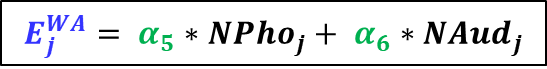 E_j^{WA} = α_5 * NPho_j + α_6 * NAud_j